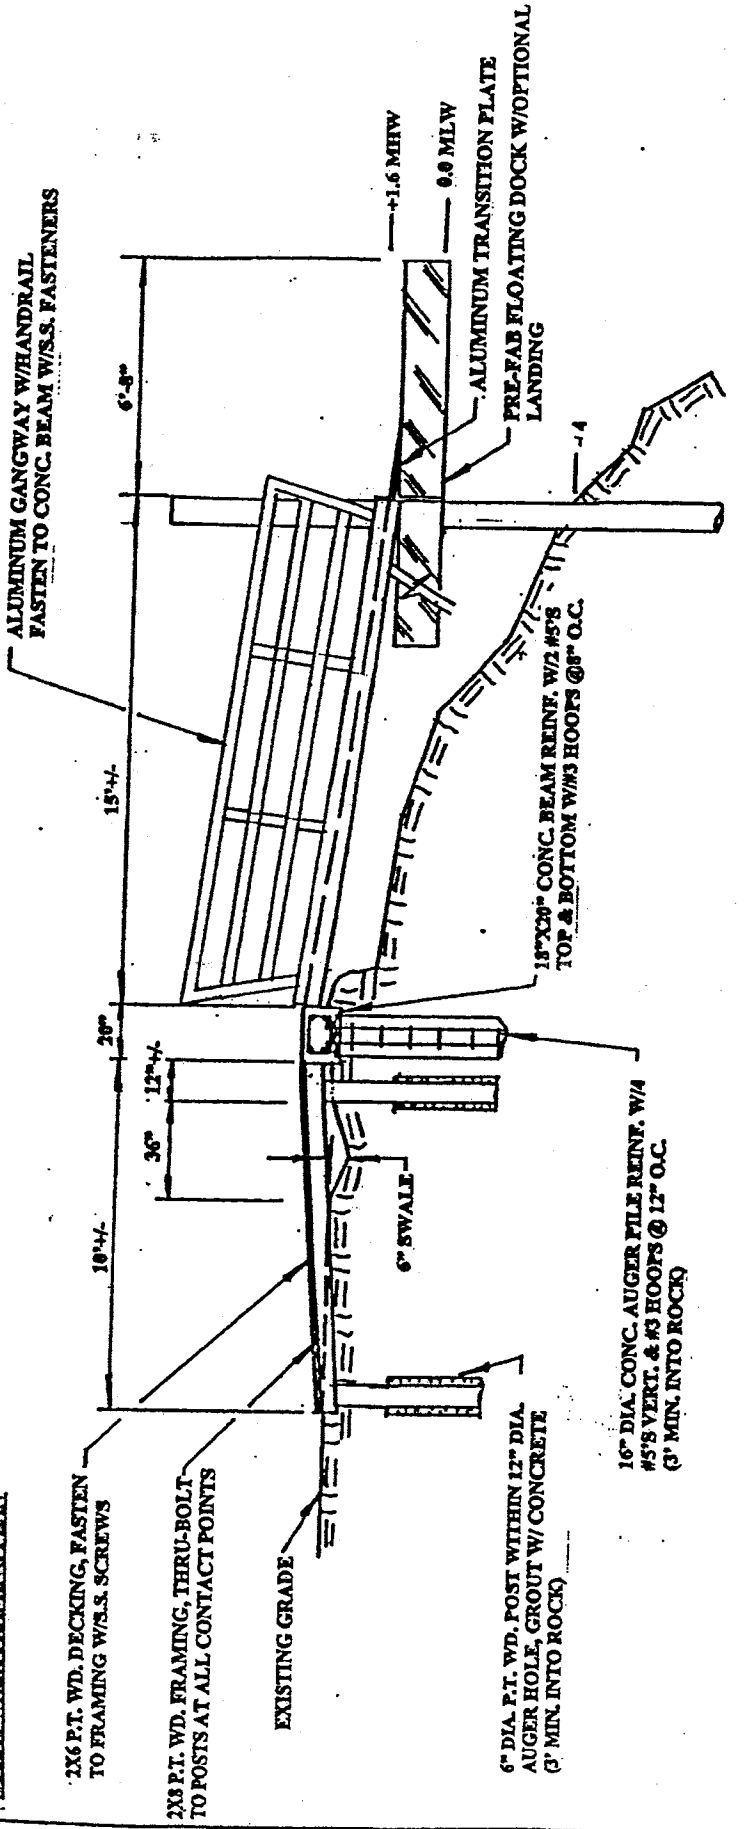 ALUMINUM GANGWAY W/HANDRAIL
FASTEN TO CONC. BEAM W/S.S. FASTENERS
2X6 P.T. WD. DECKING, FASTEN
TO FRAMING W/S.S. SCREWS
2X8 P.T. WD. FRAMING, THRU-BOLT
TO POSTS AT ALL CONTACT POINTS
EXISTING GRADE
10'+/-
36"
12"+/-
20"
15'+/-
6'-8"
+1.6 MHW
0.0 MLW
ALUMINUM TRANSITION PLATE
PRE-FAB FLOATING DOCK W/OPTIONAL
LANDING
-4
6" SWALE
18"X20" CONC. BEAM REINF. W/2 #5'S
TOP & BOTTOM W/#3 HOOPS @8" O.C.
6" DIA. P.T. WD. POST WITHIN 12" DIA.
AUGER HOLE, GROUT W/ CONCRETE
(3' MIN. INTO ROCK)
16" DIA. CONC. AUGER PILE REINF. W/4
#5'S VERT. & #3 HOOPS @ 12" O.C.
(3' MIN. INTO ROCK)